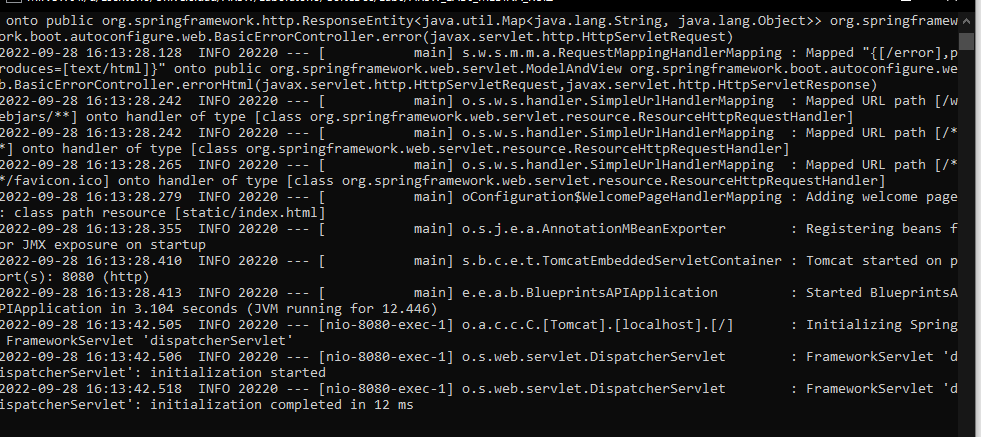 onto public org.springframework.http.ResponseEntity<java.util.Map<java.lang.String, java.lang.Object>> org.springframew
ork.boot.autoconfigure.web.BasicErrorController.error(javax.servlet.http.HttpServletRequest)
2022-09-28 16:13:28.128  INFO 20220 --- [           main] s.w.s.m.m.a.RequestMappingHandlerMapping : Mapped "{[/error],p
roduces=[text/html]}" onto public org.springframework.web.servlet.ModelAndView org.springframework.boot.autoconfigure.we
b.BasicErrorController.errorHtml(javax.servlet.http.HttpServletRequest,javax.servlet.http.HttpServletResponse)
2022-09-28 16:13:28.242  INFO 20220 --- [           main] o.s.w.s.handler.SimpleUrlHandlerMapping  : Mapped URL path [/w
ebjars/**] onto handler of type [class org.springframework.web.servlet.resource.ResourceHttpRequestHandler]
2022-09-28 16:13:28.242  INFO 20220 --- [           main] o.s.w.s.handler.SimpleUrlHandlerMapping  : Mapped URL path [/*
*] onto handler of type [class org.springframework.web.servlet.resource.ResourceHttpRequestHandler]
2022-09-28 16:13:28.265  INFO 20220 --- [           main] o.s.w.s.handler.SimpleUrlHandlerMapping  : Mapped URL path [/*
*/favicon.ico] onto handler of type [class org.springframework.web.servlet.resource.ResourceHttpRequestHandler]
2022-09-28 16:13:28.279  INFO 20220 --- [           main] oConfiguration$WelcomePageHandlerMapping : Adding welcome page
: class path resource [static/index.html]
2022-09-28 16:13:28.355  INFO 20220 --- [           main] o.s.j.e.a.AnnotationMBeanExporter        : Registering beans f
or JMX exposure on startup
2022-09-28 16:13:28.410  INFO 20220 --- [           main] s.b.c.e.t.TomcatEmbeddedServletContainer : Tomcat started on p
ort(s): 8080 (http)
2022-09-28 16:13:28.413  INFO 20220 --- [           main] e.e.a.b.BlueprintsAPIApplication         : Started BlueprintsA
PIApplication in 3.104 seconds (JVM running for 12.446)
2022-09-28 16:13:42.505  INFO 20220 --- [nio-8080-exec-1] o.a.c.c.C.[Tomcat].[localhost].[/]       : Initializing Spring
FrameworkServlet 'dispatcherServlet'
2022-09-28 16:13:42.506  INFO 20220 --- [nio-8080-exec-1] o.s.web.servlet.DispatcherServlet        : FrameworkServlet 'd
ispatcherServlet': initialization started
2022-09-28 16:13:42.518  INFO 20220 --- [nio-8080-exec-1] o.s.web.servlet.DispatcherServlet        : FrameworkServlet 'd
ispatcherServlet': initialization completed in 12 ms